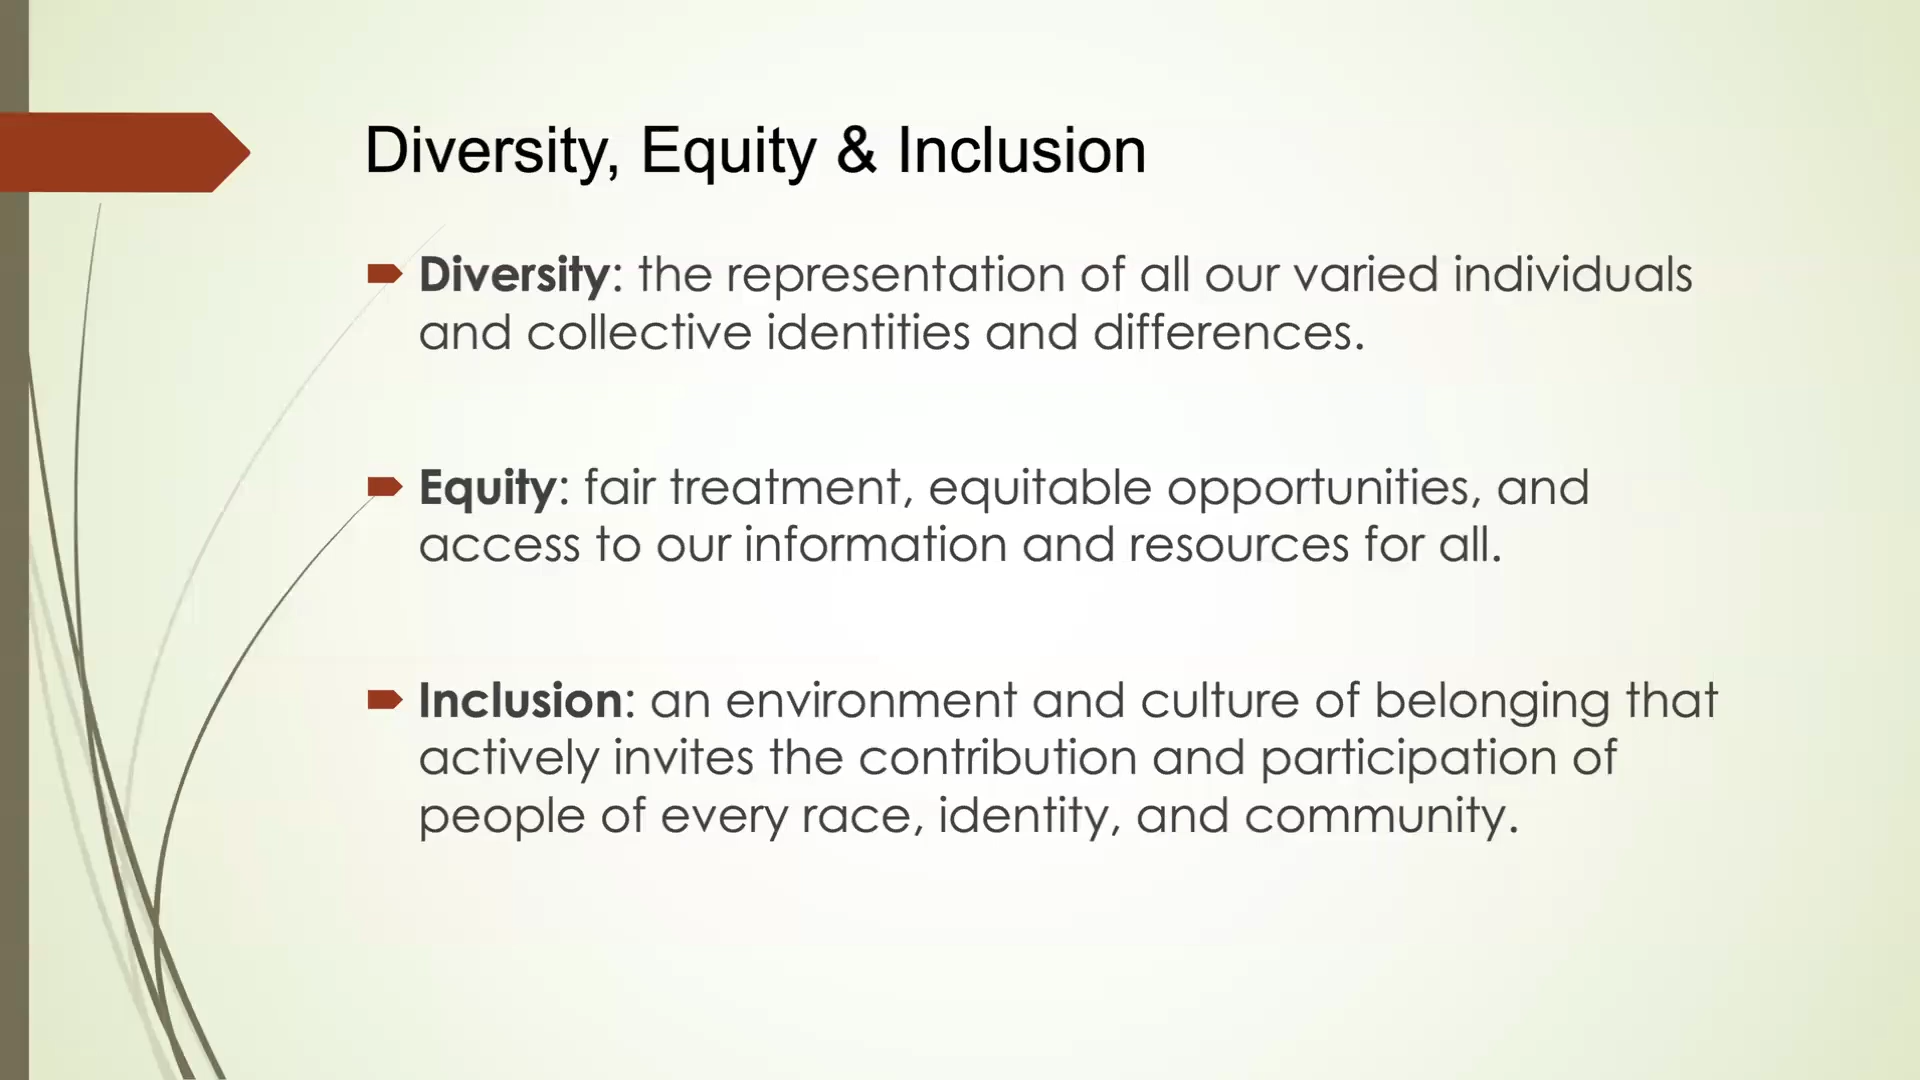 Diversity, Equity & Inclusion
Diversity: the representation of all our varied individuals
and collective identities and differences.
Equity: fair treatment, equitable opportunities, and
access to our information and resources for all.
Inclusion: an environment and culture of belonging that
actively invites the contribution and participation of
people of every race, identity, and community.